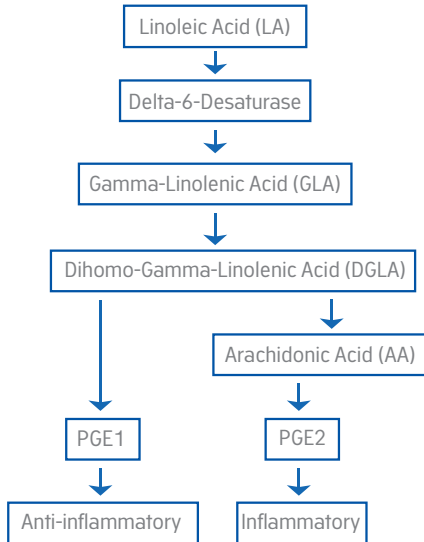 Linoleic Acid (LA)
Delta-6-Desaturase
Gamma-Linolenic Acid (GLA)
Dihomo-Gamma-Linolenic Acid (DGLA)
Arachidonic Acid (AA)
PGE1
PGE2
Anti-inflammatory
Inflammatory